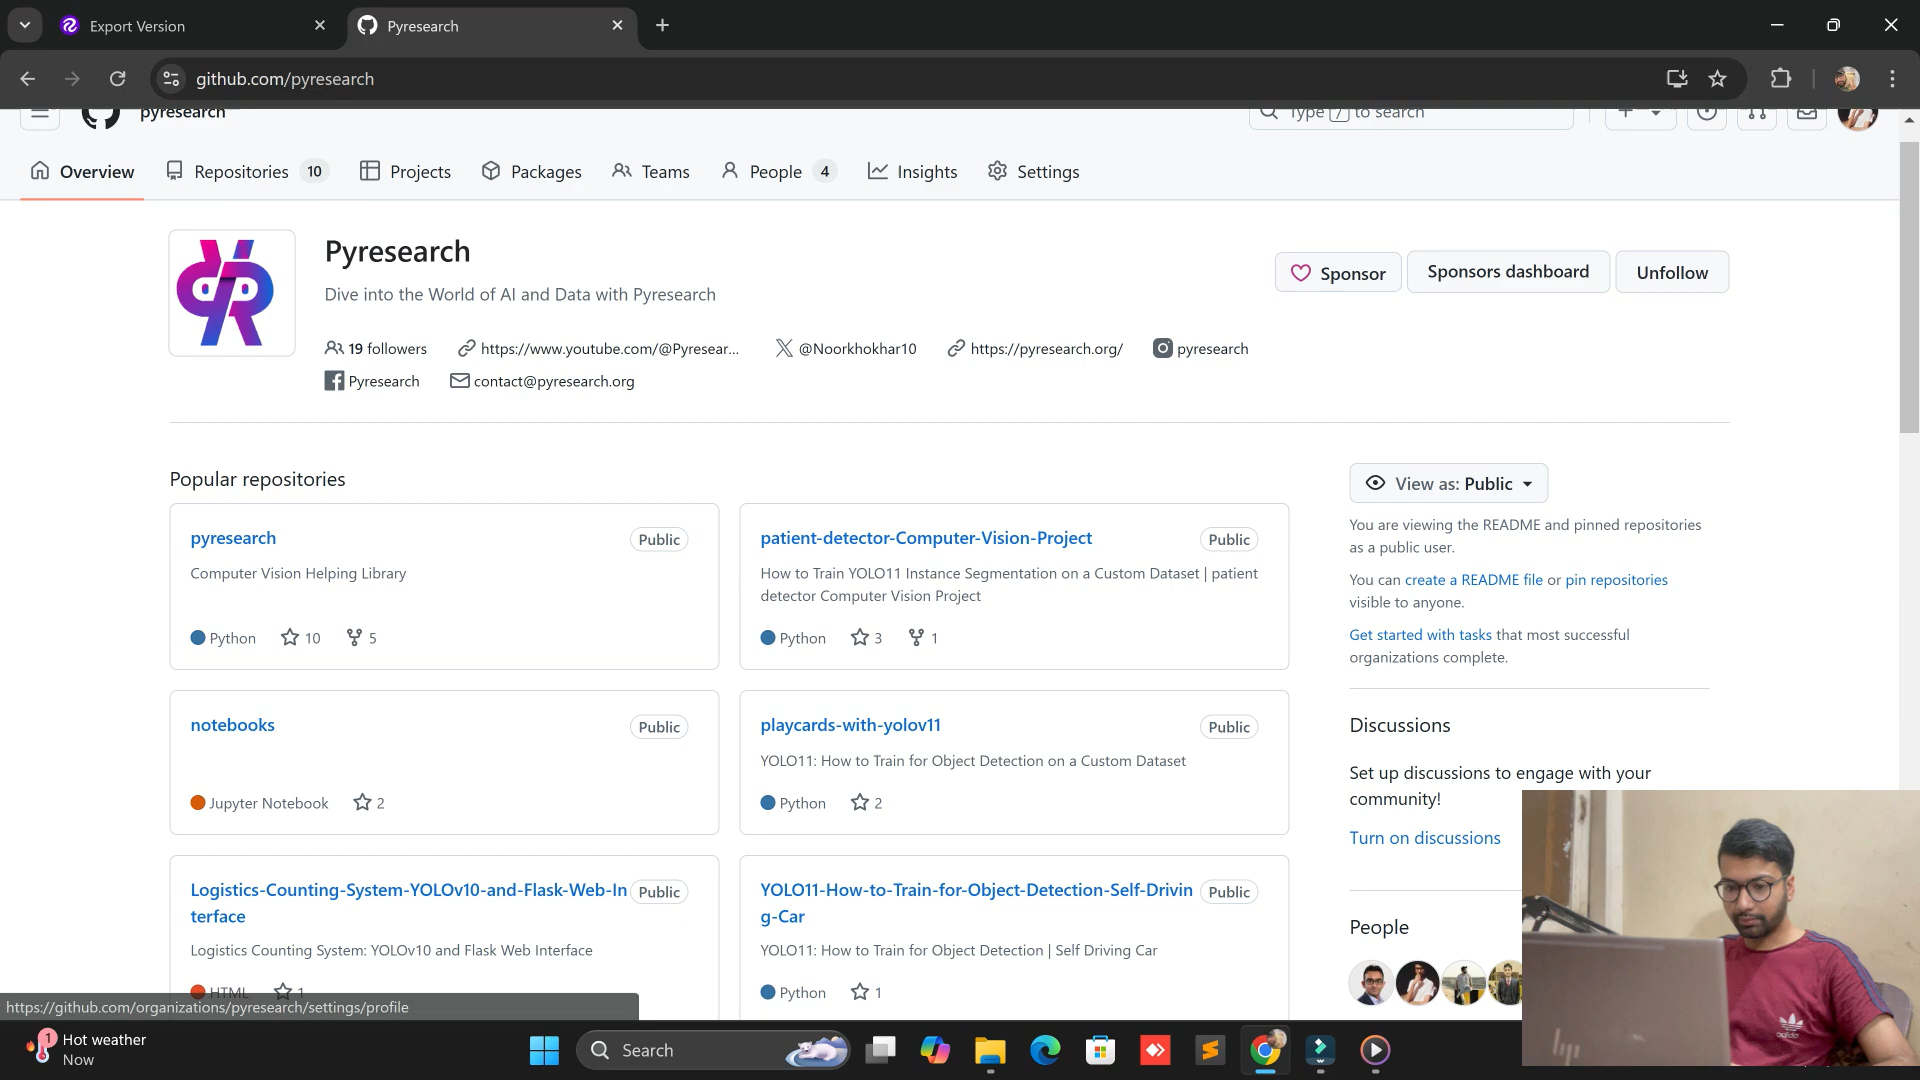 Export Version
Pyresearch
github.com/pyresearch
pyresearch
Type / to search
Overview
Repositories 10
Projects
Packages
Teams
People 4
Insights
Settings
Pyresearch
Dive into the World of AI and Data with Pyresearch
Sponsor
Sponsors dashboard
Unfollow
19 followers
https://www.youtube.com/@Pyresear...
@Noorkhokhar10
https://pyresearch.org/
pyresearch
Pyresearch
contact@pyresearch.org
Popular repositories
pyresearch
Public
Computer Vision Helping Library
Python
10
5
patient-detector-Computer-Vision-Project
Public
How to Train YOLO11 Instance Segmentation on a Custom Dataset | patient
detector Computer Vision Project
Python
3
1
notebooks
Public
Jupyter Notebook
2
playcards-with-yolov11
Public
YOLO11: How to Train for Object Detection on a Custom Dataset
Python
2
Logistics-Counting-System-YOLOv10-and-Flask-Web-In
terface
Public
Logistics Counting System: YOLOv10 and Flask Web Interface
HTML
1
YOLO11-How-to-Train-for-Object-Detection-Self-Drivin
g-Car
Public
YOLO11: How to Train for Object Detection | Self Driving Car
Python
1
View as: Public
You are viewing the README and pinned repositories
as a public user.
You can create a README file or pin repositories
visible to anyone.
Get started with tasks that most successful
organizations complete.
Discussions
Set up discussions to engage with your
community!
Turn on discussions
People
https://github.com/organizations/pyresearch/settings/profile
1
Hot weather
Now
Search
adidas
hp